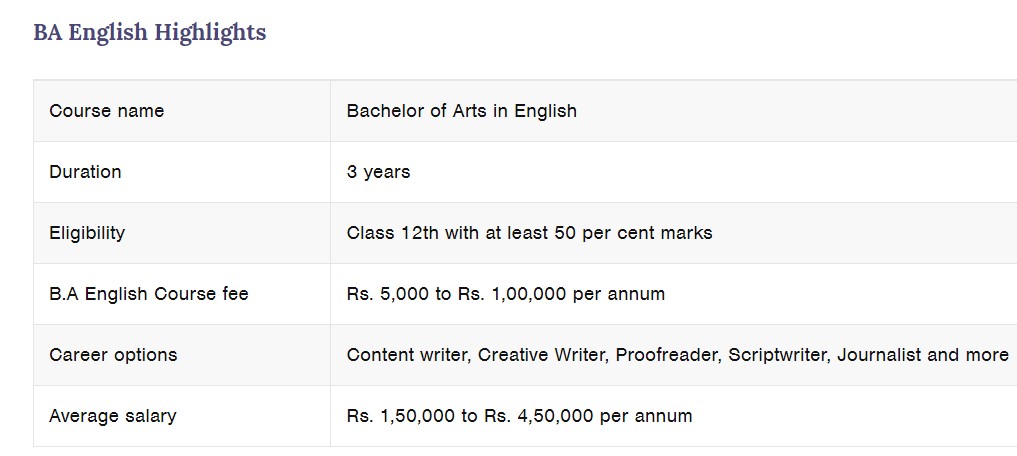 BA English Highlights
Course name Bachelor of Arts in English
Duration 3 years
Eligibility Class 12th with at least 50 per cent marks
B.A English Course fee Rs. 5,000 to Rs. 1,00,000 per annum
Career options Content writer, Creative Writer, Proofreader, Scriptwriter, Journalist and more
Average salary Rs. 1,50,000 to Rs. 4,50,000 per annum